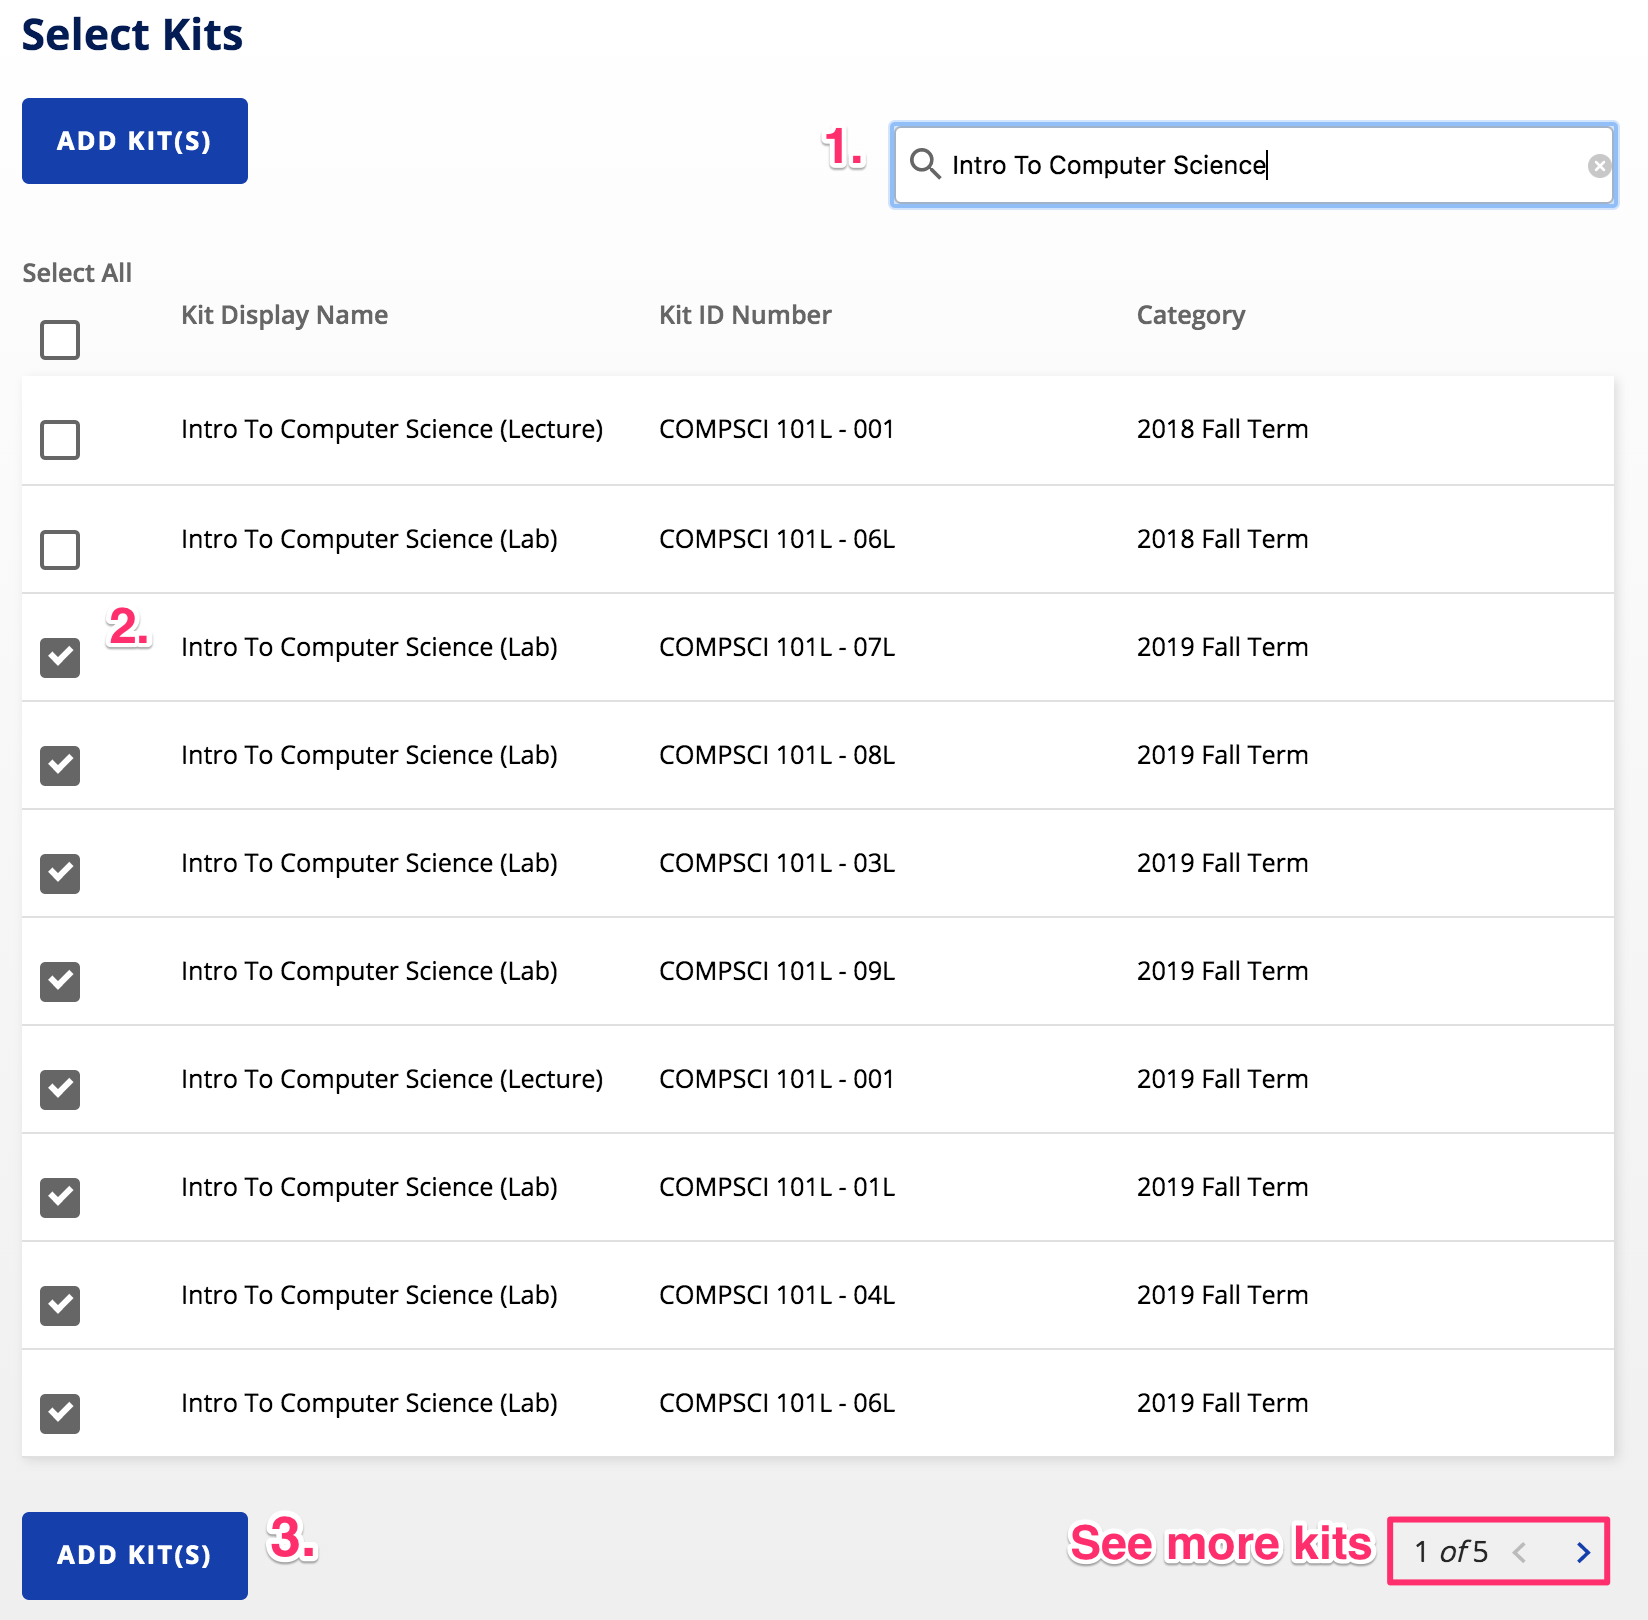 Select Kits
ADD KIT(S)
1.
Intro To Computer Science
Select All
Kit Display Name Kit ID Number Category
Intro To Computer Science (Lecture) COMPSCI 101L - 001 2018 Fall Term
Intro To Computer Science (Lab) COMPSCI 101L - 06L 2018 Fall Term
2. Intro To Computer Science (Lab) COMPSCI 101L - 07L 2019 Fall Term
Intro To Computer Science (Lab) COMPSCI 101L - 08L 2019 Fall Term
Intro To Computer Science (Lab) COMPSCI 101L - 03L 2019 Fall Term
Intro To Computer Science (Lab) COMPSCI 101L - 09L 2019 Fall Term
Intro To Computer Science (Lecture) COMPSCI 101L - 001 2019 Fall Term
Intro To Computer Science (Lab) COMPSCI 101L - 01L 2019 Fall Term
Intro To Computer Science (Lab) COMPSCI 101L - 04L 2019 Fall Term
Intro To Computer Science (Lab) COMPSCI 101L - 06L 2019 Fall Term
ADD KIT(S) 3. See more kits 1 of 5